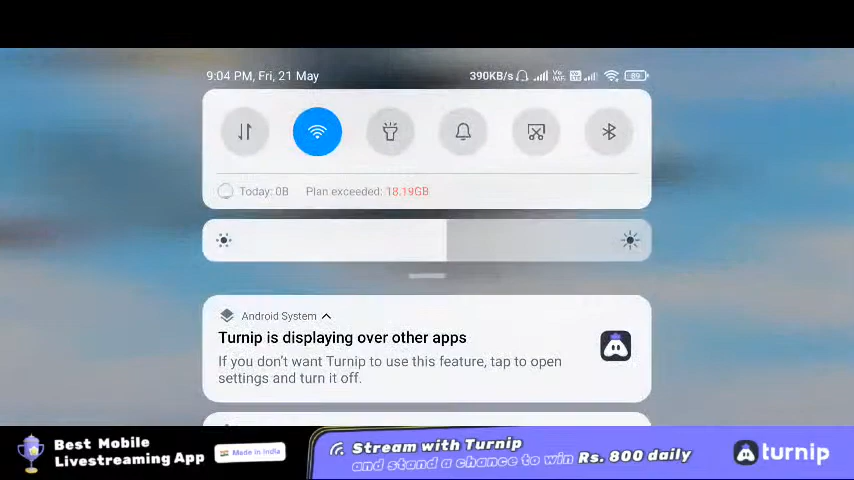 9:04 PM, Fri, 21 May
390KB/s
89
Today: 0B Plan exceeded: 18.19GB
Android System
Turnip is displaying over other apps
If you don't want Turnip to use this feature, tap to open
settings and turn it off.
Best Mobile
Livestreaming App
Made in India
Stream with Turnip
and stand a chance to win Rs. 800 daily
turnip